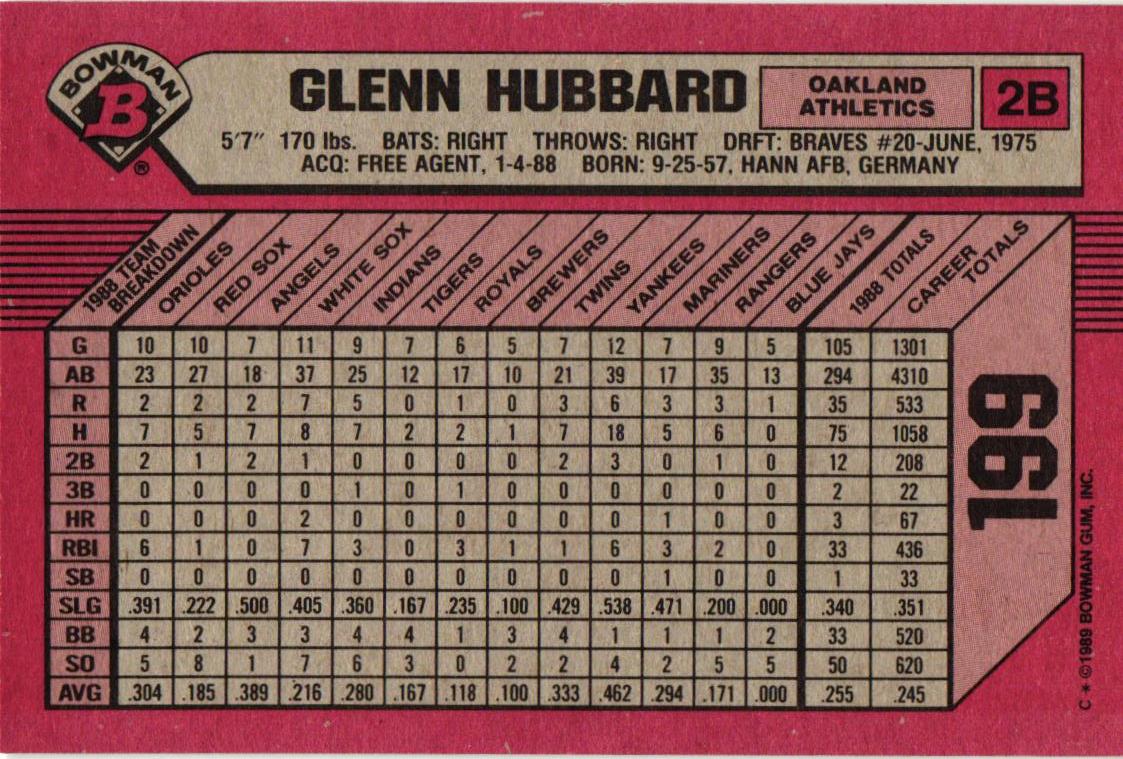 BOWMAN
B
®
GLENN HUBBARD
OAKLAND
ATHLETICS
2B
5'7" 170 lbs. BATS: RIGHT THROWS: RIGHT DRFT: BRAVES #20-JUNE, 1975
ACQ: FREE AGENT, 1-4-88 BORN: 9-25-57, HANN AFB, GERMANY
1988 TEAM BREAKDOWN ORIOLES RED SOX ANGELS WHITE SOX INDIANS TIGERS ROYALS BREWERS TWINS YANKEES MARINERS RANGERS BLUE JAYS 1988 TOTALS CAREER TOTALS
G 10 10 7 11 9 7 6 5 7 12 7 9 5 105 1301
AB 23 27 18 37 25 12 17 10 21 39 17 35 13 294 4310
R 2 2 2 7 5 0 1 0 3 6 3 3 1 35 533
H 7 5 7 8 7 2 2 1 7 18 5 6 0 75 1058
2B 2 1 2 1 0 0 0 0 2 3 0 1 0 12 208
3B 0 0 0 0 1 0 1 0 0 0 0 0 0 2 22
HR 0 0 0 2 0 0 0 0 0 0 1 0 0 3 67
RBI 6 1 0 7 3 0 3 1 1 6 3 2 0 33 436
SB 0 0 0 0 0 0 0 0 0 0 1 0 0 1 33
SLG .391 .222 .500 .405 .360 .167 .235 .100 .429 .538 .471 .200 .000 .340 .351
BB 4 2 3 3 4 4 1 3 4 1 1 1 2 33 520
SO 5 8 1 7 6 3 0 2 2 4 2 5 5 50 620
AVG .304 .185 .389 .216 .280 .167 .118 .100 .333 .462 .294 .171 .000 .255 .245
199
C * ©1989 BOWMAN GUM, INC.